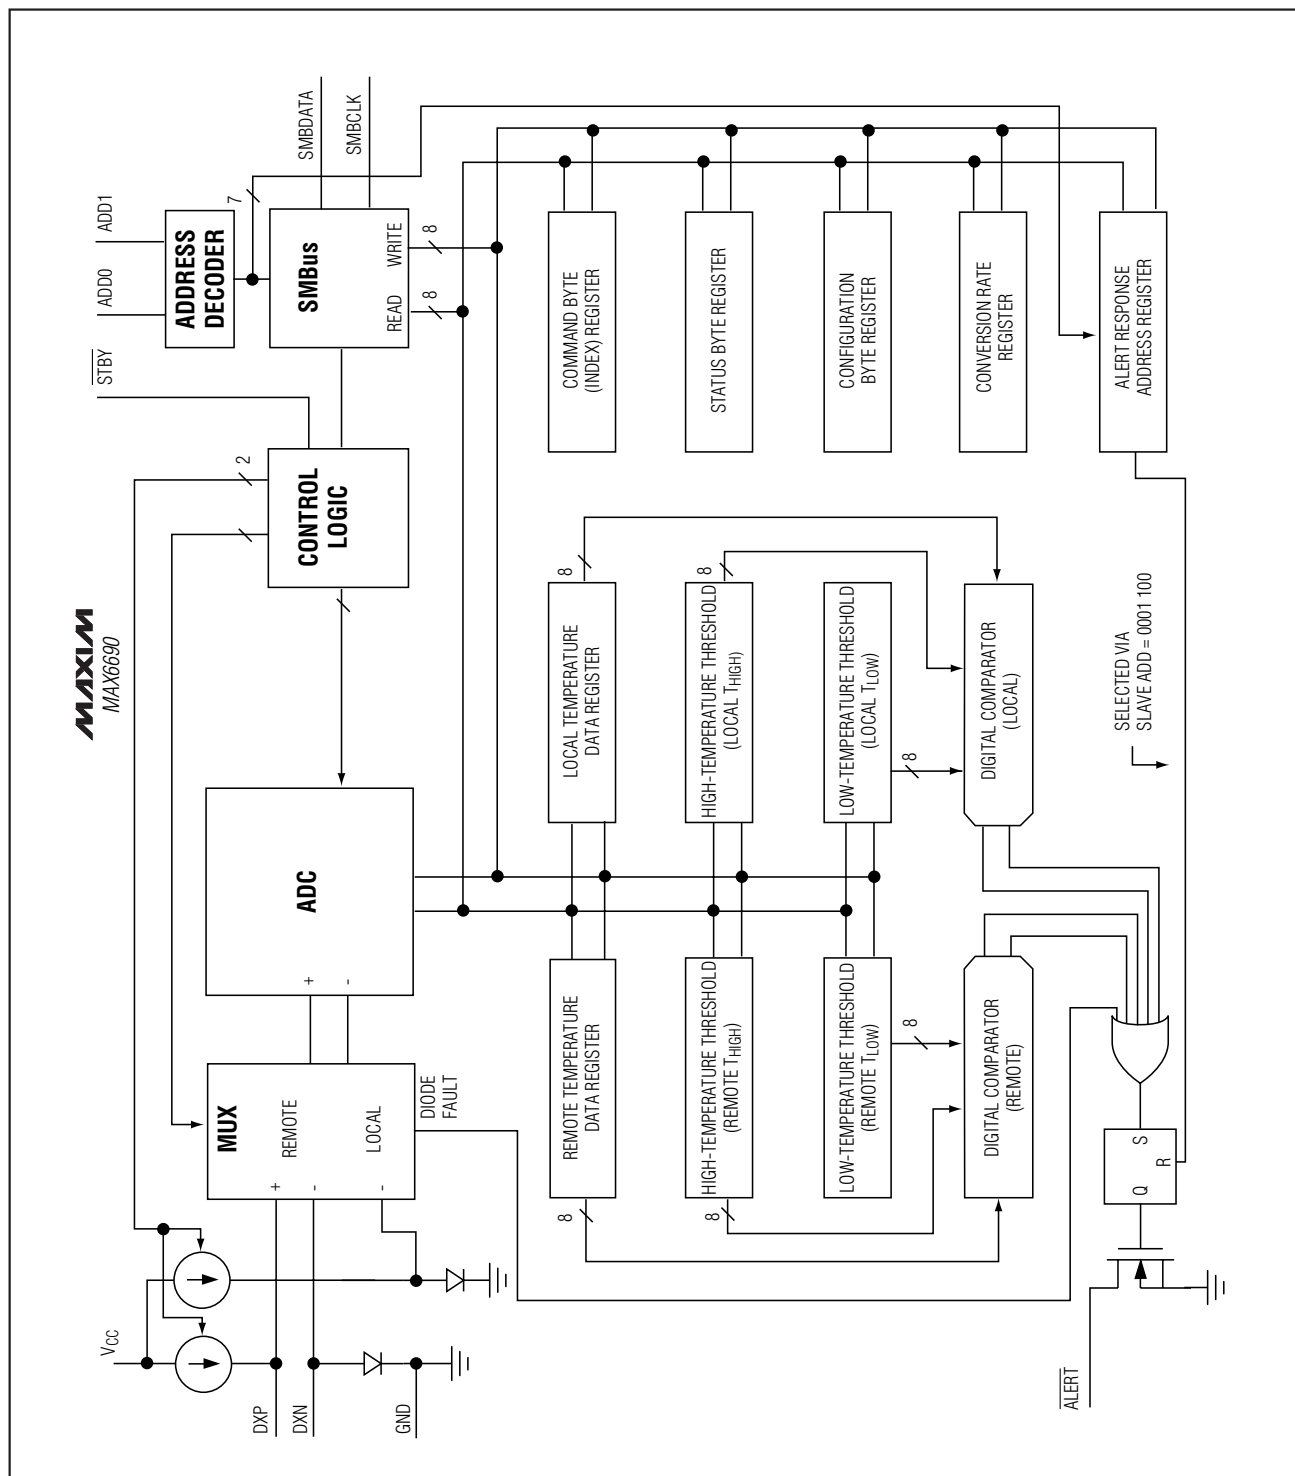 MAXIM
MAX6690
VCC
DXP
DXN
GND
+
-
-
MUX
REMOTE
LOCAL
DIODE
FAULT
+
-
ADC
2
CONTROL
LOGIC
STBY
ADD0
ADD1
ADDRESS
DECODER
7
SMBus
READ
WRITE
8
8
SMBDATA
SMBCLK
REMOTE TEMPERATURE
DATA REGISTER
8
HIGH-TEMPERATURE THRESHOLD
(REMOTE THIGH)
8
LOW-TEMPERATURE THRESHOLD
(REMOTE TLOW)
8
DIGITAL COMPARATOR
(REMOTE)
LOCAL TEMPERATURE
DATA REGISTER
8
HIGH-TEMPERATURE THRESHOLD
(LOCAL THIGH)
8
LOW-TEMPERATURE THRESHOLD
(LOCAL TLOW)
8
DIGITAL COMPARATOR
(LOCAL)
COMMAND BYTE
(INDEX) REGISTER
STATUS BYTE REGISTER
CONFIGURATION
BYTE REGISTER
CONVERSION RATE
REGISTER
ALERT RESPONSE
ADDRESS REGISTER
SELECTED VIA
SLAVE ADD = 0001 100
ALERT
Q
S
R